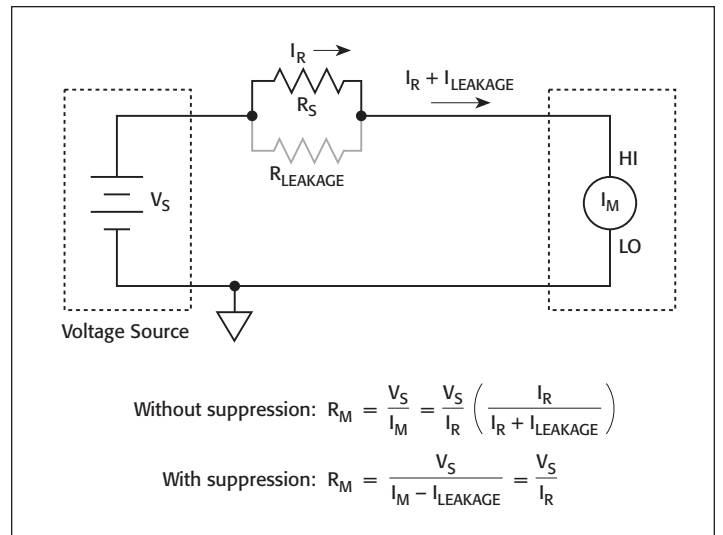 I_R
R_S
R_LEAKAGE
I_R + I_LEAKAGE
V_S
HI
I_M
LO
Voltage Source
Without suppression: R_M = V_S / I_M = V_S / I_R ( I_R / I_R + I_LEAKAGE )
With suppression: R_M = V_S / I_M – I_LEAKAGE = V_S / I_R